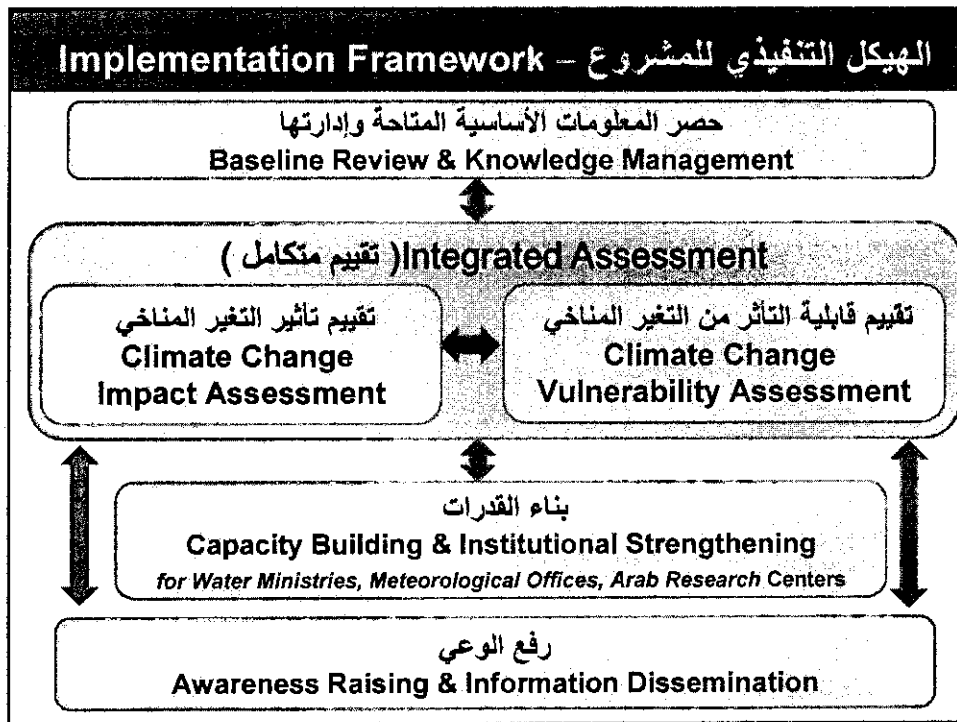 Implementation Framework – الهيكل التنفيذي للمشروع
حصر المعلومات الأساسية المتاحة وإدارتها
Baseline Review & Knowledge Management
Integrated Assessment( تقييم متكامل )
تقييم تأثير التغير المناخي
Climate Change
Impact Assessment
تقييم قابلية التأثر من التغير المناخي
Climate Change
Vulnerability Assessment
بناء القدرات
Capacity Building & Institutional Strengthening
for Water Ministries, Meteorological Offices, Arab Research Centers
رفع الوعي
Awareness Raising & Information Dissemination